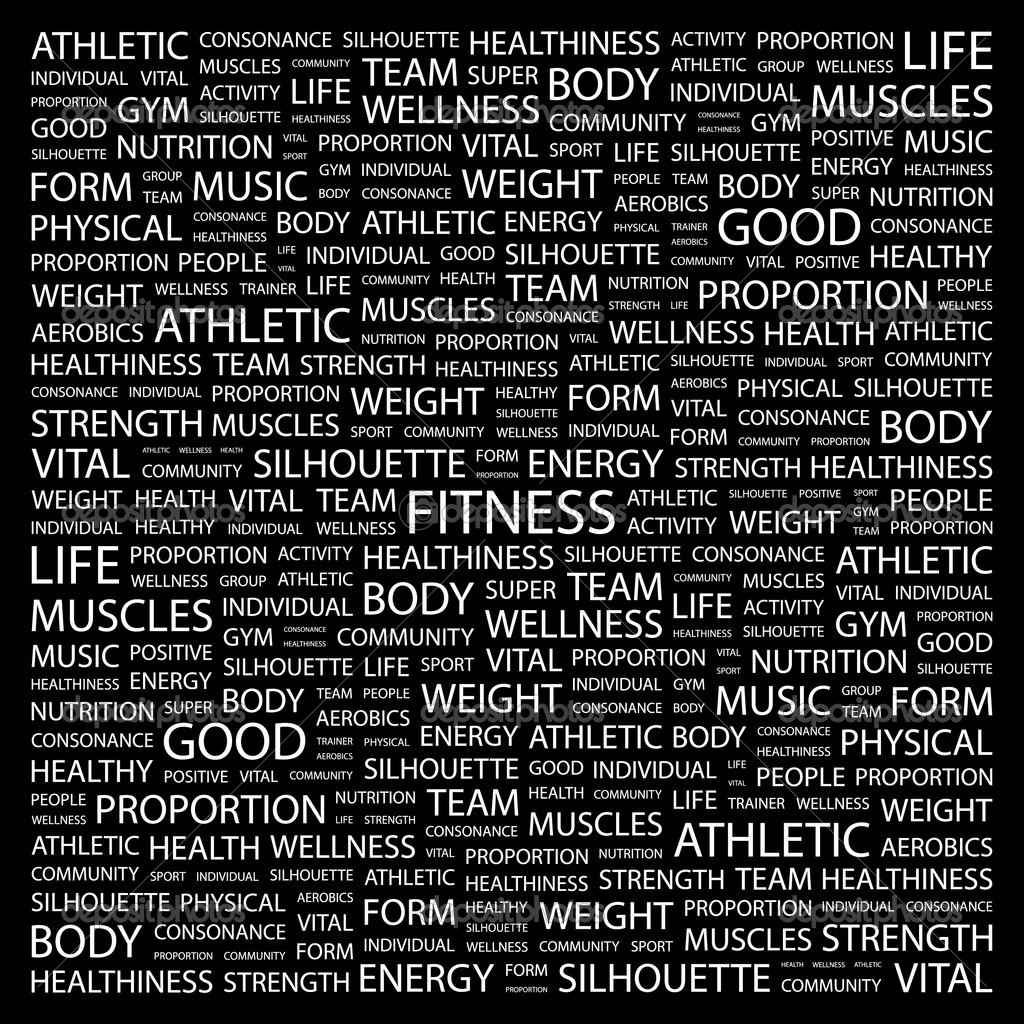 ATHLETIC CONSONANCE SILHOUETTE HEALTHINESS ACTIVITY PROPORTION LIFE
INDIVIDUAL VITAL MUSCLES COMMUNITY TEAM SUPER BODY ATHLETIC GROUP WELLNESS
PROPORTION GYM ACTIVITY LIFE WELLNESS INDIVIDUAL MUSCLES
GOOD SILHOUETTE HEALTHINESS COMMUNITY CONSONANCE HEALTHINESS GYM POSITIVE MUSIC
SILHOUETTE NUTRITION VITAL SPORT PROPORTION VITAL SPORT LIFE SILHOUETTE ENERGY HEALTHINESS
FORM GROUP TEAM MUSIC GYM INDIVIDUAL BODY CONSONANCE WEIGHT PEOPLE TEAM BODY SUPER NUTRITION
PHYSICAL CONSONANCE HEALTHINESS BODY ATHLETIC ENERGY AEROBICS PHYSICAL TRAINER AEROBICS GOOD CONSONANCE
PROPORTION PEOPLE LIFE VITAL INDIVIDUAL GOOD SILHOUETTE COMMUNITY VITAL POSITIVE HEALTHY
WEIGHT WELLNESS TRAINER LIFE COMMUNITY HEALTH TEAM NUTRITION STRENGTH LIFE PROPORTION PEOPLE WELLNESS
AEROBICS ATHLETIC MUSCLES CONSONANCE NUTRITION PROPORTION VITAL WELLNESS HEALTH ATHLETIC
HEALTHINESS TEAM STRENGTH HEALTHINESS ATHLETIC SILHOUETTE INDIVIDUAL SPORT COMMUNITY
CONSONANCE INDIVIDUAL PROPORTION WEIGHT HEALTHY SILHOUETTE FORM AEROBICS VITAL PHYSICAL SILHOUETTE
STRENGTH MUSCLES SPORT COMMUNITY WELLNESS INDIVIDUAL FORM CONSONANCE COMMUNITY PROPORTION BODY
VITAL ATHLETIC WELLNESS HEALTH COMMUNITY SILHOUETTE FORM PROPORTION ENERGY STRENGTH HEALTHINESS
WEIGHT HEALTH VITAL TEAM FITNESS ATHLETIC SILHOUETTE POSITIVE SPORT GYM TEAM PEOPLE
INDIVIDUAL HEALTHY INDIVIDUAL WELLNESS ACTIVITY WEIGHT PROPORTION
LIFE PROPORTION ACTIVITY HEALTHINESS SILHOUETTE CONSONANCE ATHLETIC
WELLNESS GROUP ATHLETIC BODY SUPER TEAM COMMUNITY MUSCLES VITAL INDIVIDUAL
MUSCLES INDIVIDUAL WELLNESS LIFE ACTIVITY GYM PROPORTION
GYM CONSONANCE HEALTHINESS COMMUNITY HEALTHINESS SILHOUETTE GOOD
MUSIC POSITIVE SILHOUETTE LIFE SPORT VITAL PROPORTION VITAL SPORT NUTRITION SILHOUETTE
HEALTHINESS ENERGY BODY TEAM PEOPLE WEIGHT INDIVIDUAL GYM CONSONANCE BODY MUSIC GROUP TEAM FORM
NUTRITION SUPER AEROBICS
CONSONANCE GOOD TRAINER PHYSICAL AEROBICS ENERGY ATHLETIC BODY CONSONANCE HEALTHINESS PHYSICAL
HEALTHY POSITIVE VITAL COMMUNITY SILHOUETTE GOOD INDIVIDUAL LIFE VITAL PEOPLE PROPORTION
PEOPLE WELLNESS PROPORTION NUTRITION LIFE STRENGTH TEAM HEALTH COMMUNITY LIFE TRAINER WELLNESS WEIGHT
CONSONANCE MUSCLES ATHLETIC
ATHLETIC HEALTH WELLNESS VITAL PROPORTION NUTRITION AEROBICS
COMMUNITY SPORT INDIVIDUAL SILHOUETTE ATHLETIC HEALTHINESS STRENGTH TEAM HEALTHINESS
SILHOUETTE PHYSICAL AEROBICS VITAL FORM HEALTHY SILHOUETTE WEIGHT PROPORTION INDIVIDUAL CONSONANCE
BODY CONSONANCE PROPORTION COMMUNITY FORM INDIVIDUAL WELLNESS COMMUNITY SPORT MUSCLES STRENGTH
HEALTHINESS STRENGTH ENERGY FORM PROPORTION SILHOUETTE HEALTH WELLNESS ATHLETIC COMMUNITY VITAL